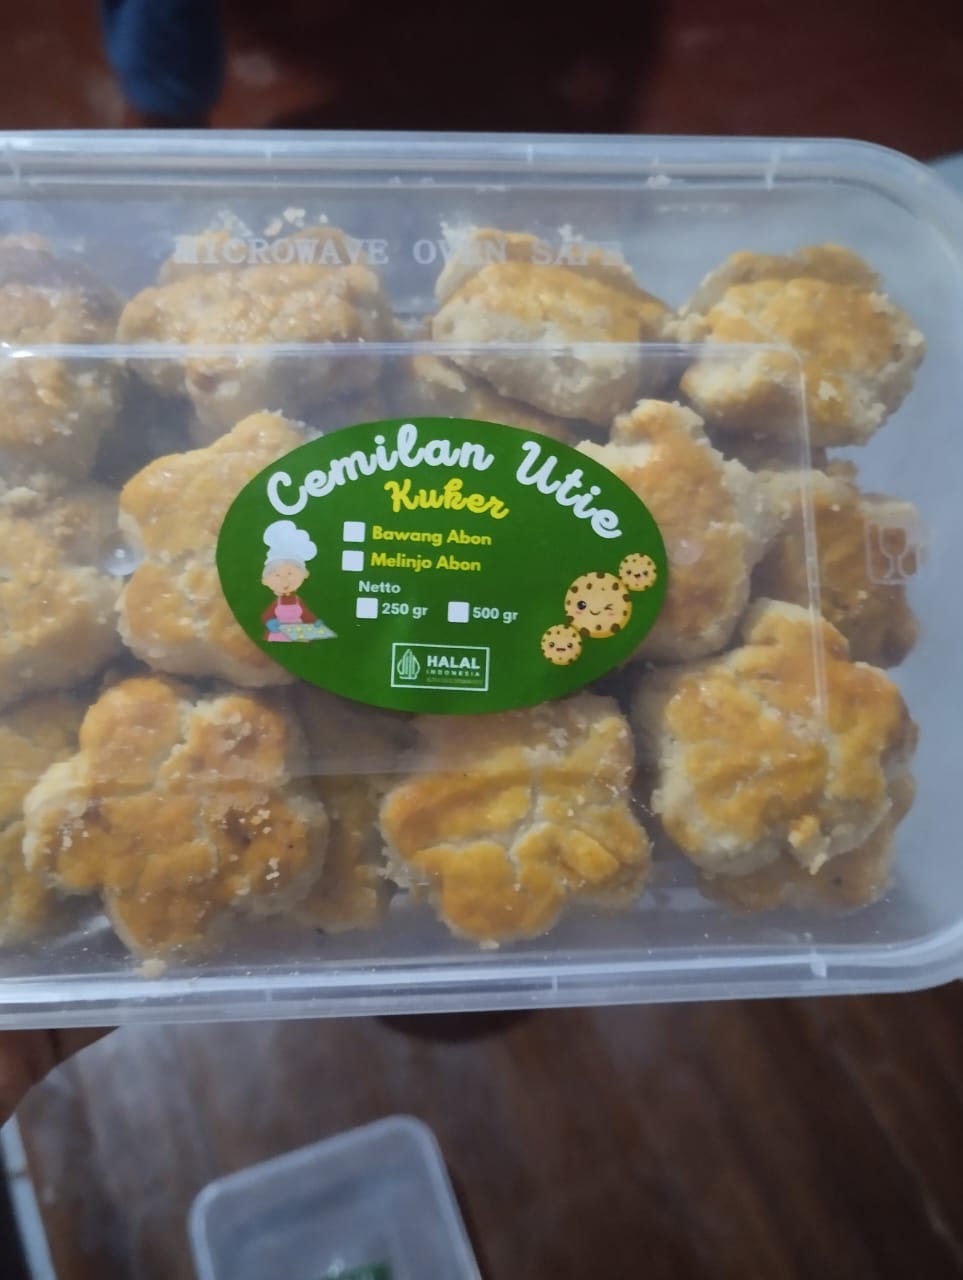 MICROWAVE OVEN SAFE
Cemilan Utie
Kuker
Bawang Abon
Melinjo Abon
Netto
250 gr 500 gr
HALAL
INDONESIA